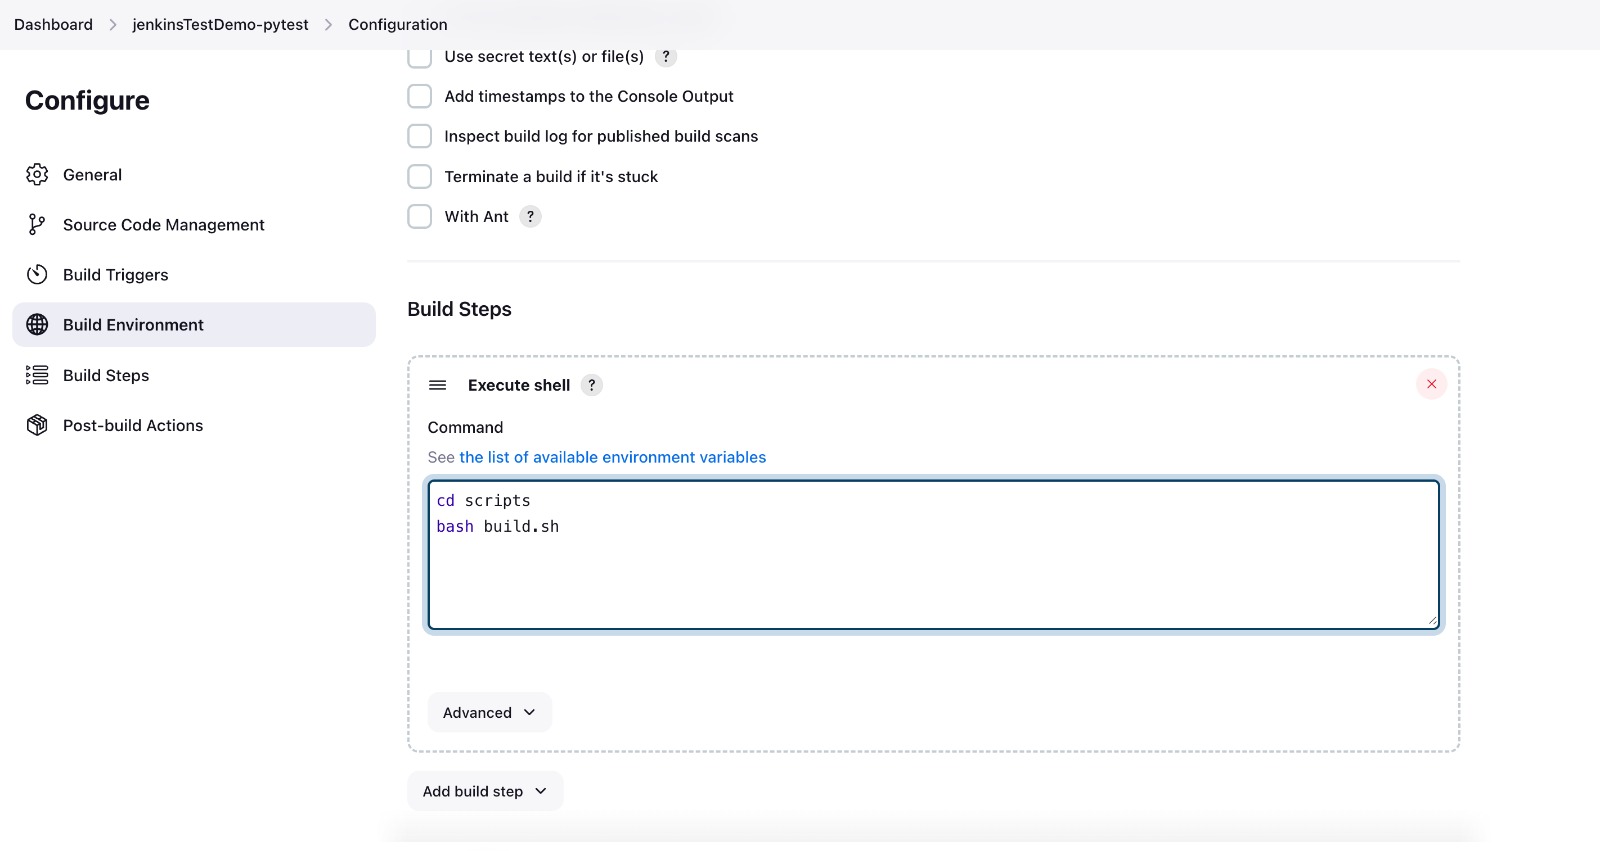 Dashboard > jenkinsTestDemo-pytest > Configuration
Configure
General
Source Code Management
Build Triggers
Build Environment
Build Steps
Post-build Actions
Use secret text(s) or file(s) ?
Add timestamps to the Console Output
Inspect build log for published build scans
Terminate a build if it's stuck
With Ant ?
Build Steps
Execute shell ?
Command
See the list of available environment variables
cd scripts
bash build.sh
Advanced
Add build step